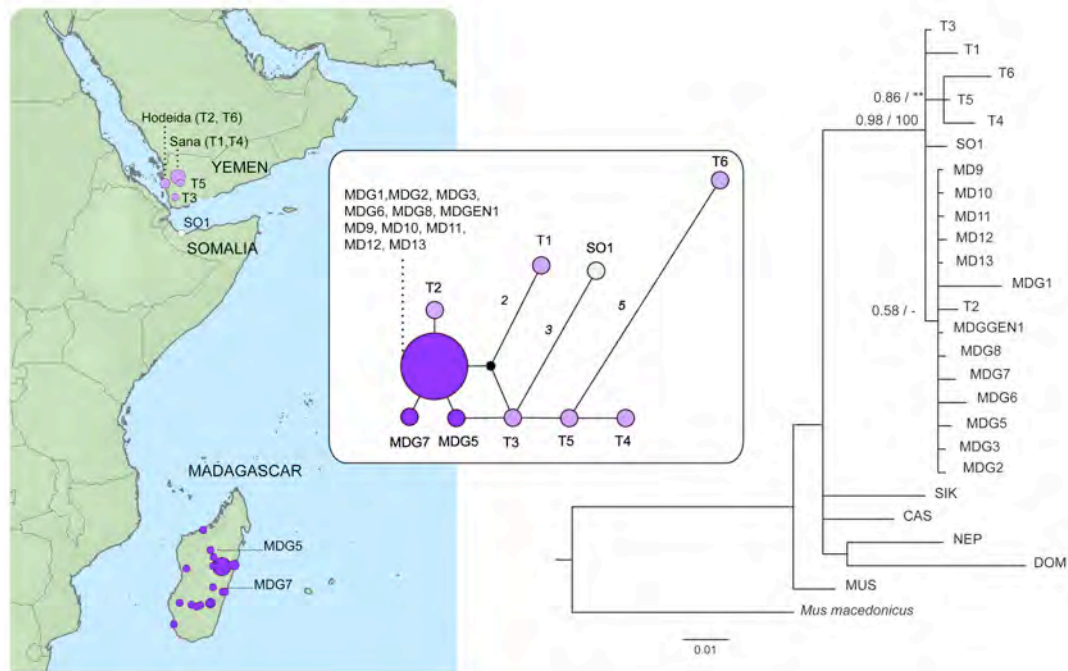 Hodeida (T2, T6)
Sana (T1,T4)
YEMEN
T5
T3
SO1
SOMALIA
MADAGASCAR
MDG5
MDG7
MDG1,MDG2, MDG3,
MDG6, MDG8, MDGEN1
MD9, MD10, MD11,
MD12, MD13
T6
T1
SO1
T2
2
3
5
MDG7
MDG5
T3
T5
T4
T3
T1
T6
0.86 / **
T5
0.98 / 100
T4
SO1
MD9
MD10
MD11
MD12
MD13
MDG1
0.58 / -
T2
MDGGEN1
MDG8
MDG7
MDG6
MDG5
MDG3
MDG2
SIK
CAS
NEP
DOM
MUS
Mus macedonicus
0.01